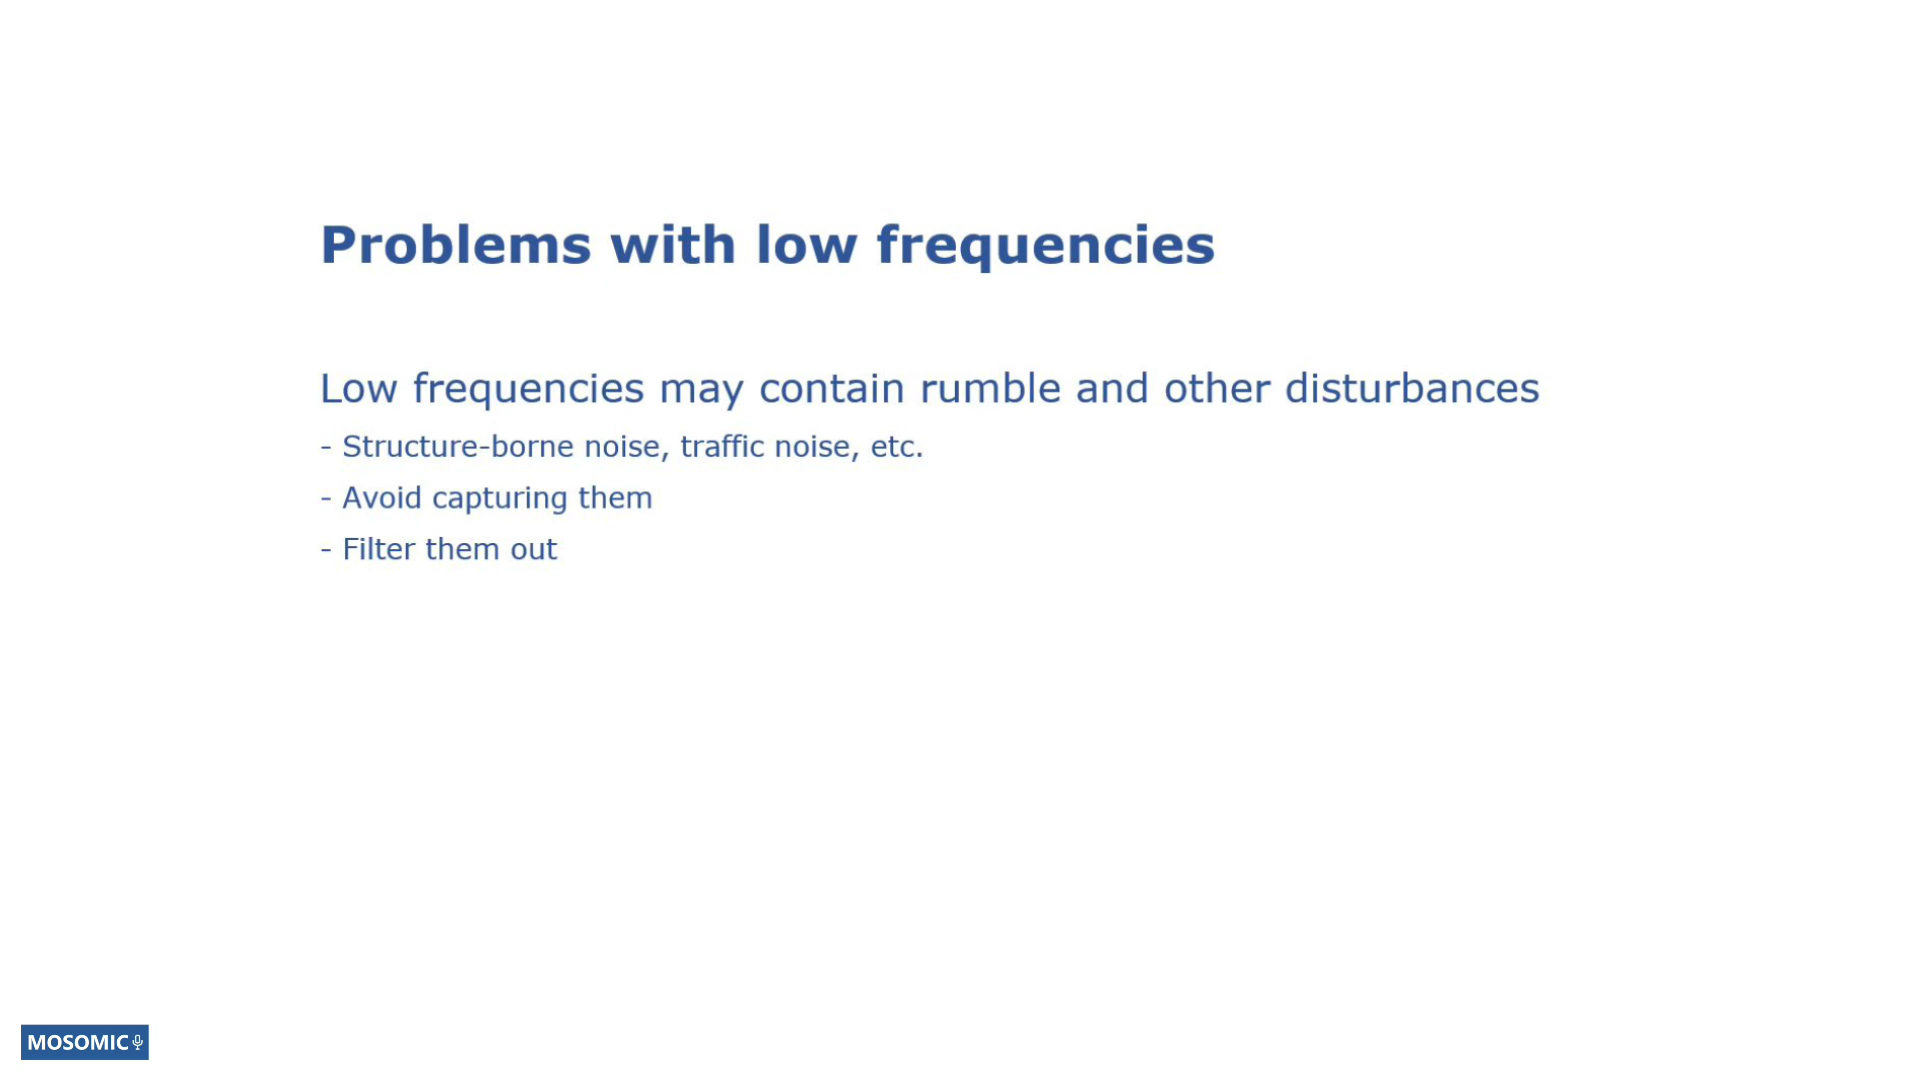 Problems with low frequencies
Low frequencies may contain rumble and other disturbances
- Structure-borne noise, traffic noise, etc.
- Avoid capturing them
- Filter them out
MOSOMIC